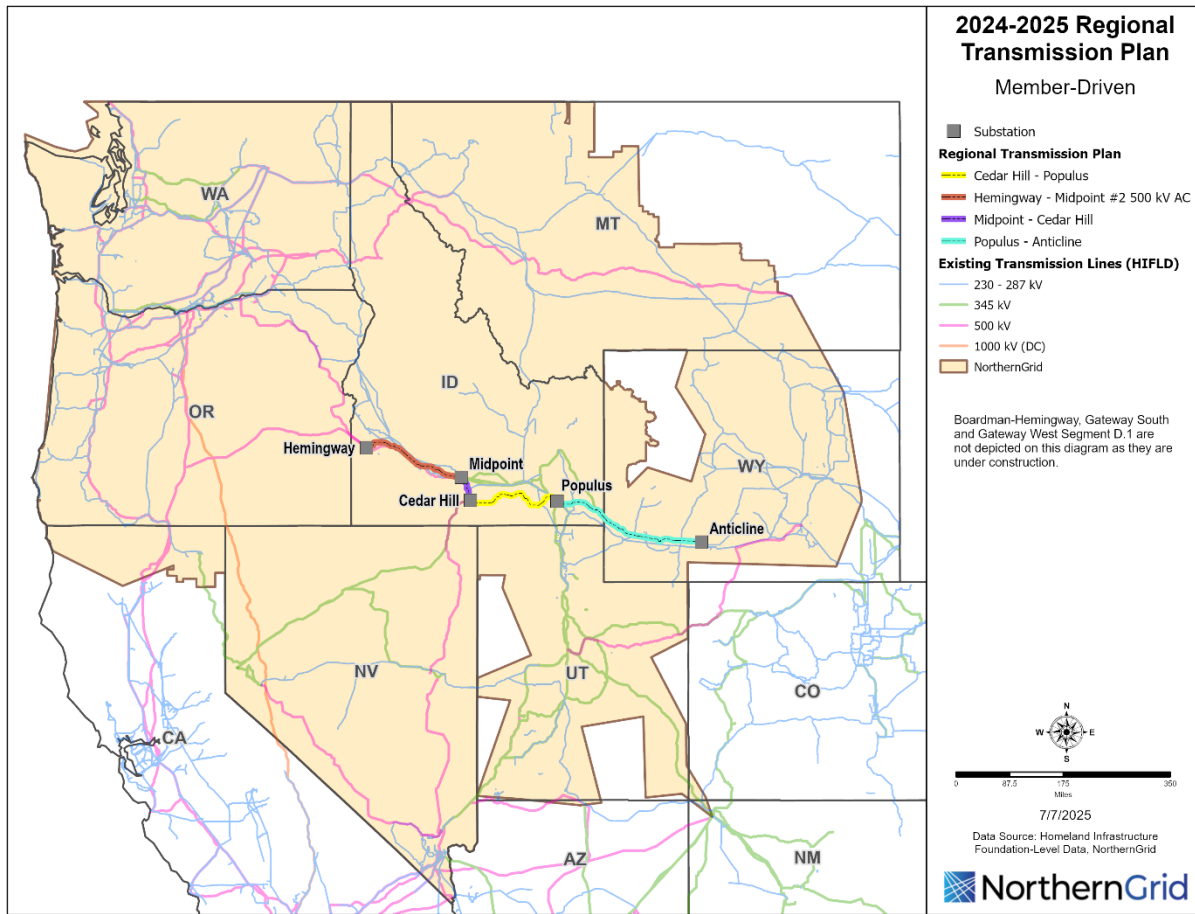 2024-2025 Regional
Transmission Plan
Member-Driven
Substation
Regional Transmission Plan
Cedar Hill - Populus
Hemingway - Midpoint #2 500 kV AC
Midpoint - Cedar Hill
Populus - Anticline
Existing Transmission Lines (HIFLD)
230 - 287 kV
345 kV
500 kV
1000 kV (DC)
NorthernGrid
Boardman-Hemingway, Gateway South
and Gateway West Segment D.1 are
not depicted on this diagram as they are
under construction.
WA
MT
ID
OR
Hemingway
Midpoint
WY
Cedar Hill
Populus
Anticline
NV
UT
CO
CA
AZ
NM
N
W
E
S
0
87.5
175
350
Miles
7/7/2025
Data Source: Homeland Infrastructure
Foundation-Level Data, NorthernGrid
NorthernGrid